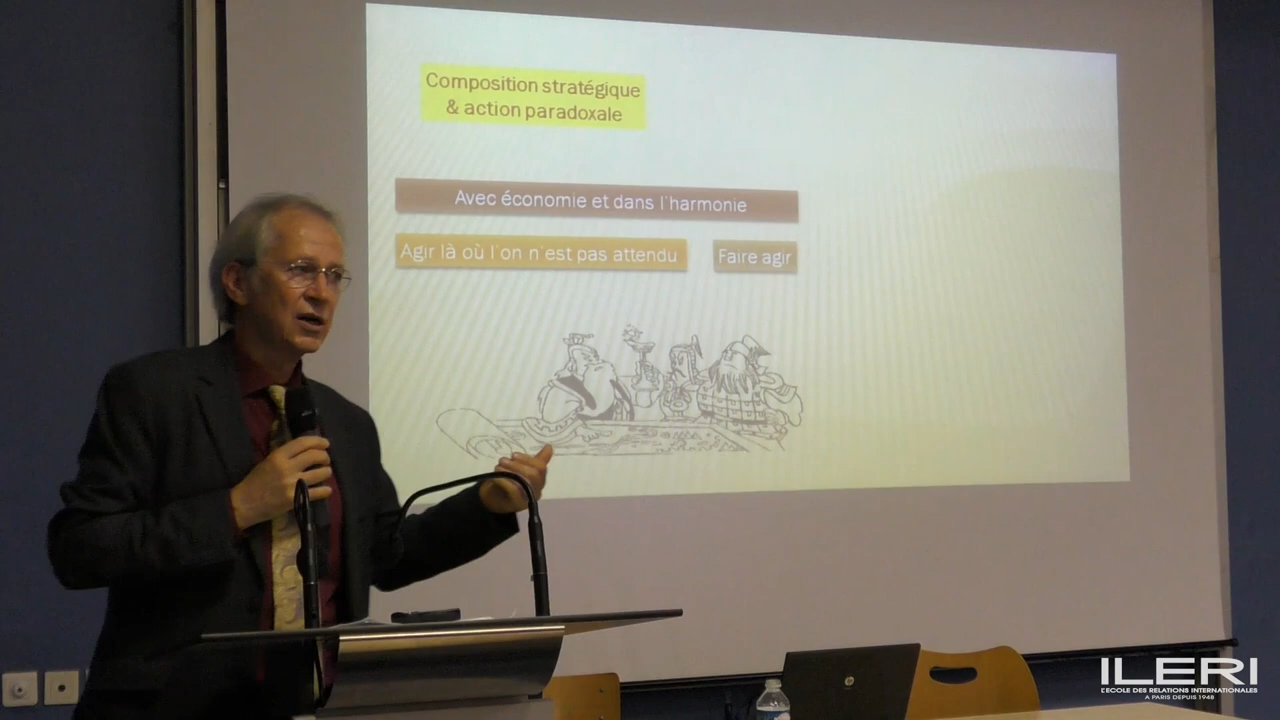 Composition stratégique
& action paradoxale
Avec économie et dans l'harmonie
Agir là où l'on n'est pas attendu
Faire agir
ILERI
L'ECOLE DES RELATIONS INTERNATIONALES
A PARIS DEPUIS 1948